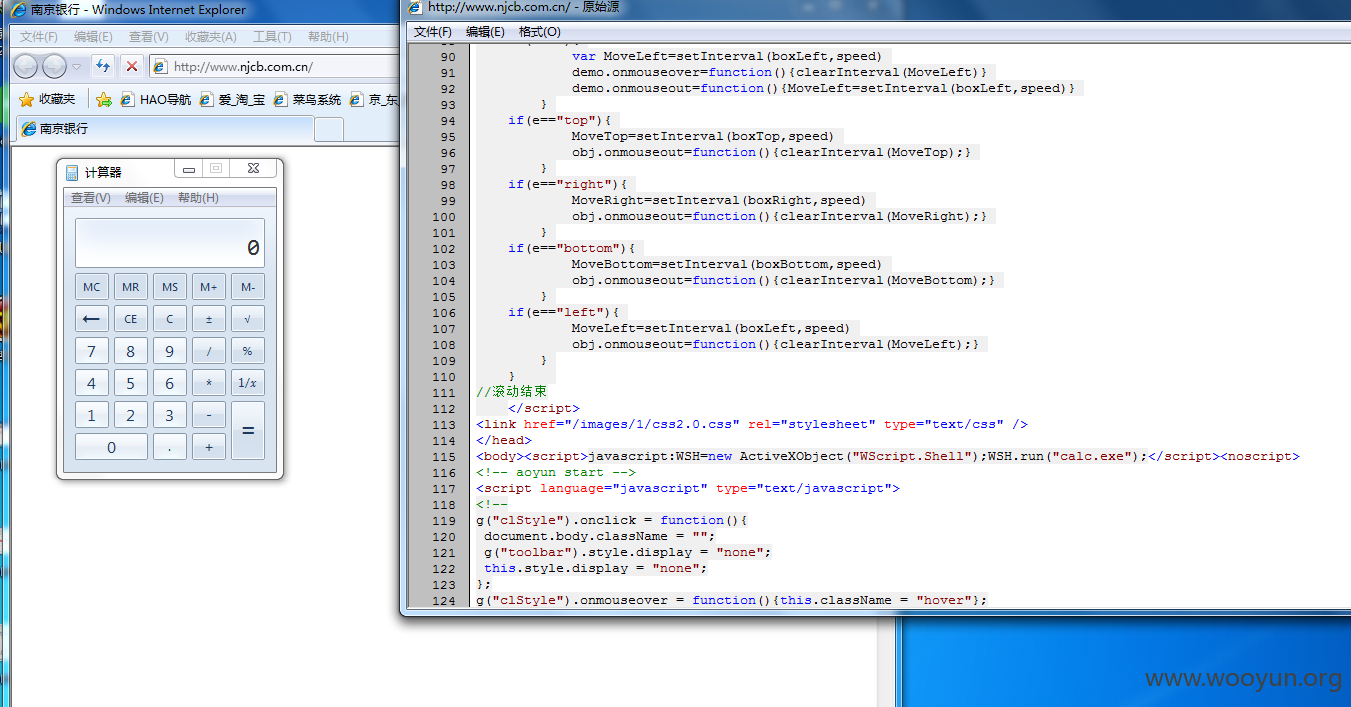 南京银行 - Windows Internet Explorer
文件(F) 编辑(E) 查看(V) 收藏夹(A) 工具(T) 帮助(H)
http://www.njcb.com.cn/
收藏夹 HAO导航 爱_淘_宝 菜鸟系统 京_东_
南京银行
计算器
查看(V) 编辑(E) 帮助(H)
0
MC MR MS M+ M-
← CE C ± √
7 8 9 / %
4 5 6 * 1/x
1 2 3 - =
0 . +
http://www.njcb.com.cn/ - 原始源
文件(F) 编辑(E) 格式(O)
90 var MoveLeft=setInterval(boxLeft,speed)
91 demo.onmouseover=function(){clearInterval(MoveLeft)}
92 demo.onmouseout=function(){MoveLeft=setInterval(boxLeft,speed)}
93 }
94 if(e=="top"){
95 MoveTop=setInterval(boxTop,speed)
96 obj.onmouseout=function(){clearInterval(MoveTop);}
97 }
98 if(e=="right"){
99 MoveRight=setInterval(boxRight,speed)
100 obj.onmouseout=function(){clearInterval(MoveRight);}
101 }
102 if(e=="bottom"){
103 MoveBottom=setInterval(boxBottom,speed)
104 obj.onmouseout=function(){clearInterval(MoveBottom);}
105 }
106 if(e=="left"){
107 MoveLeft=setInterval(boxLeft,speed)
108 obj.onmouseout=function(){clearInterval(MoveLeft);}
109 }
110 }
111 //滚动结束
112 </script>
113 <link href="/images/1/css2.0.css" rel="stylesheet" type="text/css" />
114 </head>
115 <body><script>javascript:WSH=new ActiveXObject("WScript.Shell");WSH.run("calc.exe");</script><noscript>
116 <!-- aoyun start -->
117 <script language="javascript" type="text/javascript">
118 <!--
119 g("clStyle").onclick = function(){
120 document.body.className = "";
121 g("toolbar").style.display = "none";
122 this.style.display = "none";
123 };
124 g("clStyle").onmouseover = function(){this.className = "hover"};
www.wooyun.org